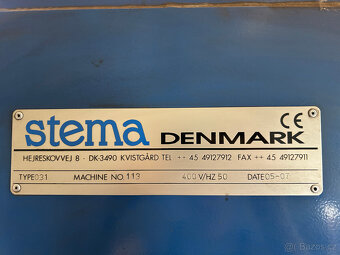 stema DENMARK CE
HEJRESKOVVEJ 8 - DK-3490 KVISTGÅRD TEL ++ 45 49127912 FAX ++ 45 49127911
TYPE 031 MACHINE NO. 113 400 V/HZ 50 DATE 05-07